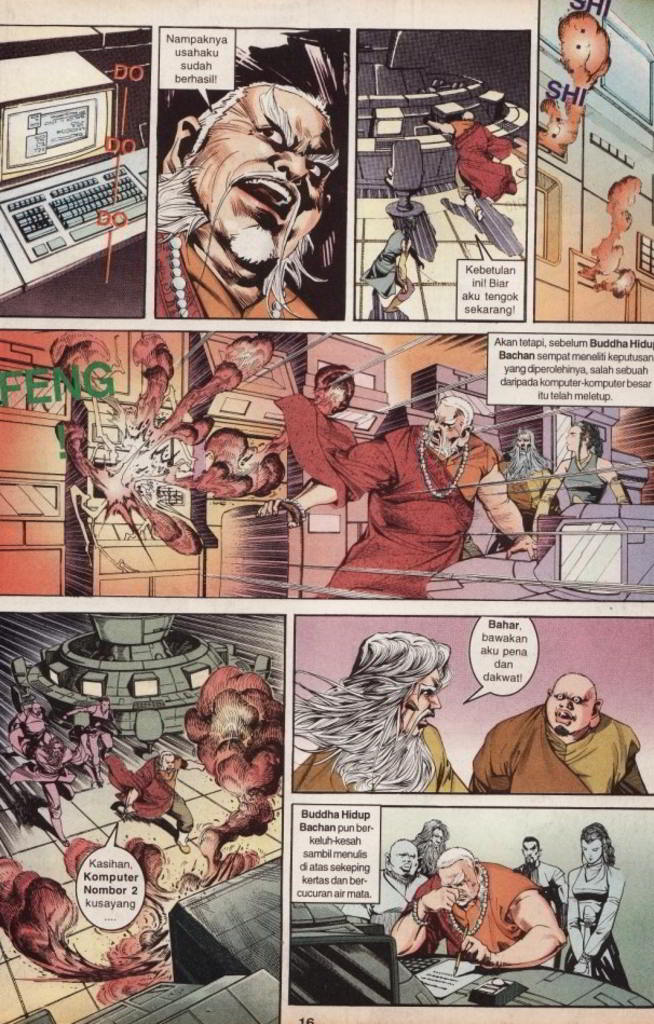 DO
DO
DO
Nampaknya
usahaku
sudah
berhasil!
Kebetulan
ini! Biar
aku tengok
sekarang!
SHI
SHI
FENG
!
Akan tetapi, sebelum Buddha Hidup
Bachan sempat meneliti keputusan
yang diperolehinya, salah sebuah
daripada komputer-komputer besar
itu telah meletup.
Kasihan,
Komputer
Nombor 2
kusayang
....
Bahar,
bawakan
aku pena
dan
dakwat!
Buddha Hidup
Bachan pun ber-
keluh-kesah
sambil menulis
di atas sekeping
kertas dan ber-
cucuran air mata.
16